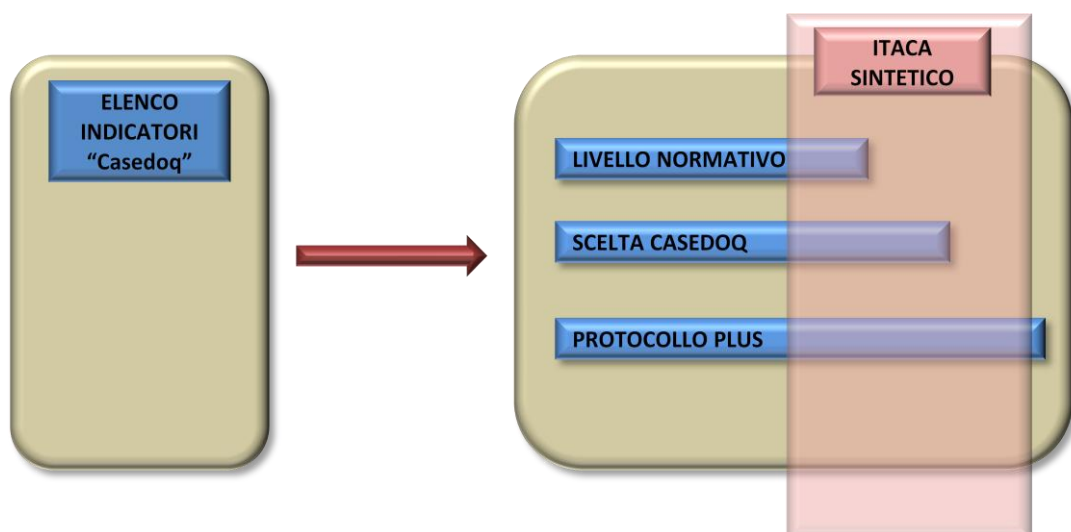 ELENCO
INDICATORI
“Casedoq”
ITACA
SINTETICO
LIVELLO NORMATIVO
SCELTA CASEDOQ
PROTOCOLLO PLUS